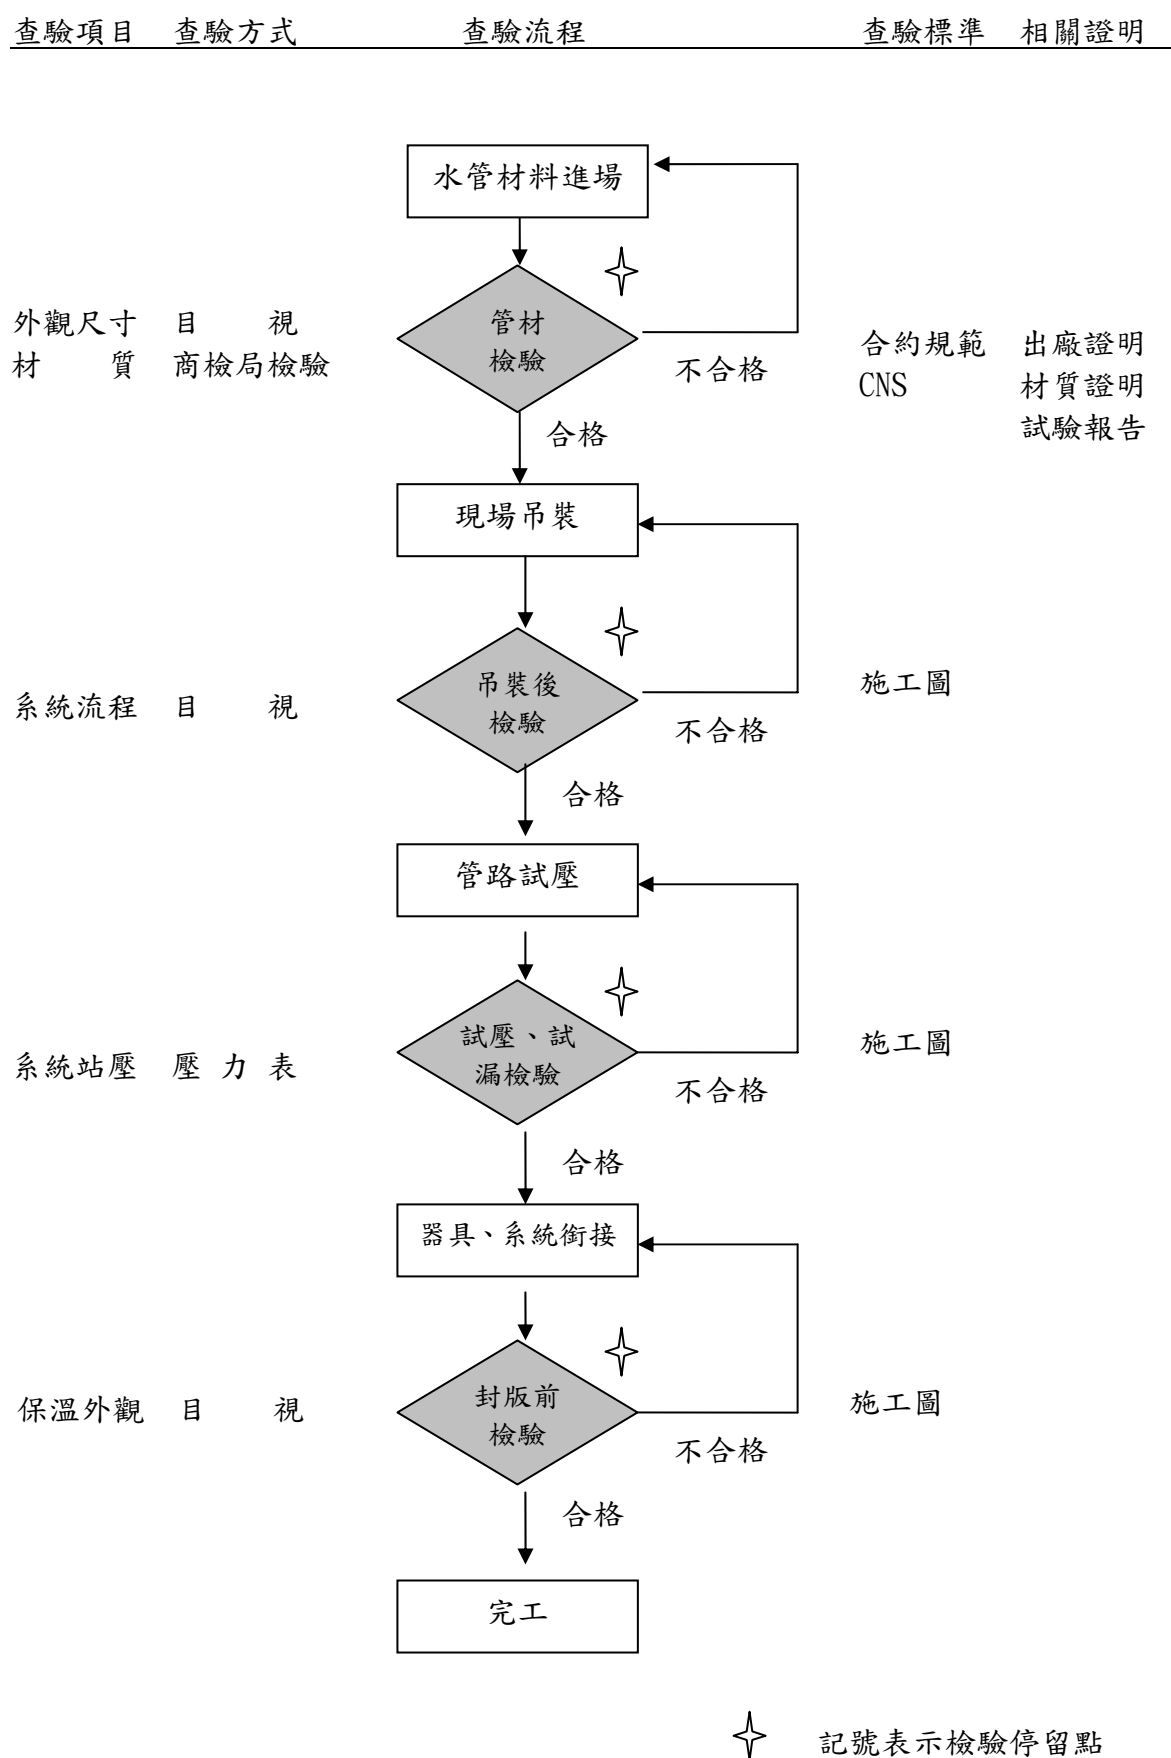 查驗項目 查驗方式 查驗流程 查驗標準 相關證明
水管材料進場
外觀尺寸 目 視
材 質 商檢局檢驗
管材
檢驗
不合格
合約規範 出廠證明
CNS 材質證明
試驗報告
合格
現場吊裝
系統流程 目 視
吊裝後
檢驗
不合格
施工圖
合格
管路試壓
系統站壓 壓 力 表
試壓、試
漏檢驗
不合格
施工圖
合格
器具、系統銜接
保溫外觀 目 視
封版前
檢驗
不合格
施工圖
合格
完工
記號表示檢驗停留點